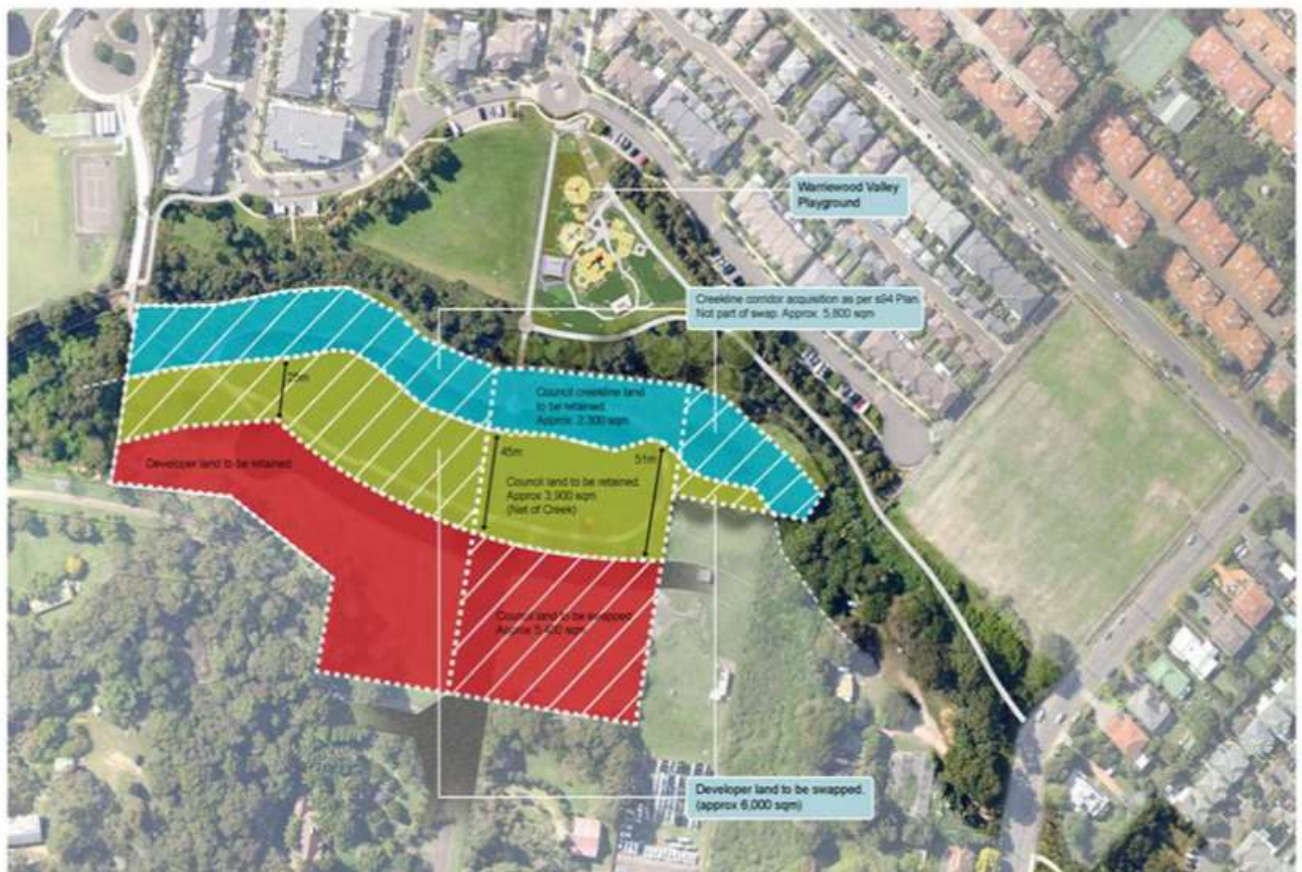 Warriewood Valley
Playground
Creekline corridor acquisition as per s94 Plan.
Not part of swap. Approx. 5,800 sqm
Council creekline land
to be retained.
Approx. 2,300 sqm
25m
45m
51m
Developer land to be retained.
Council land to be retained.
Approx 3,900 sqm
(Net of Creek)
Council land to be swapped.
Approx sqm
Developer land to be swapped.
(approx 6,000 sqm)